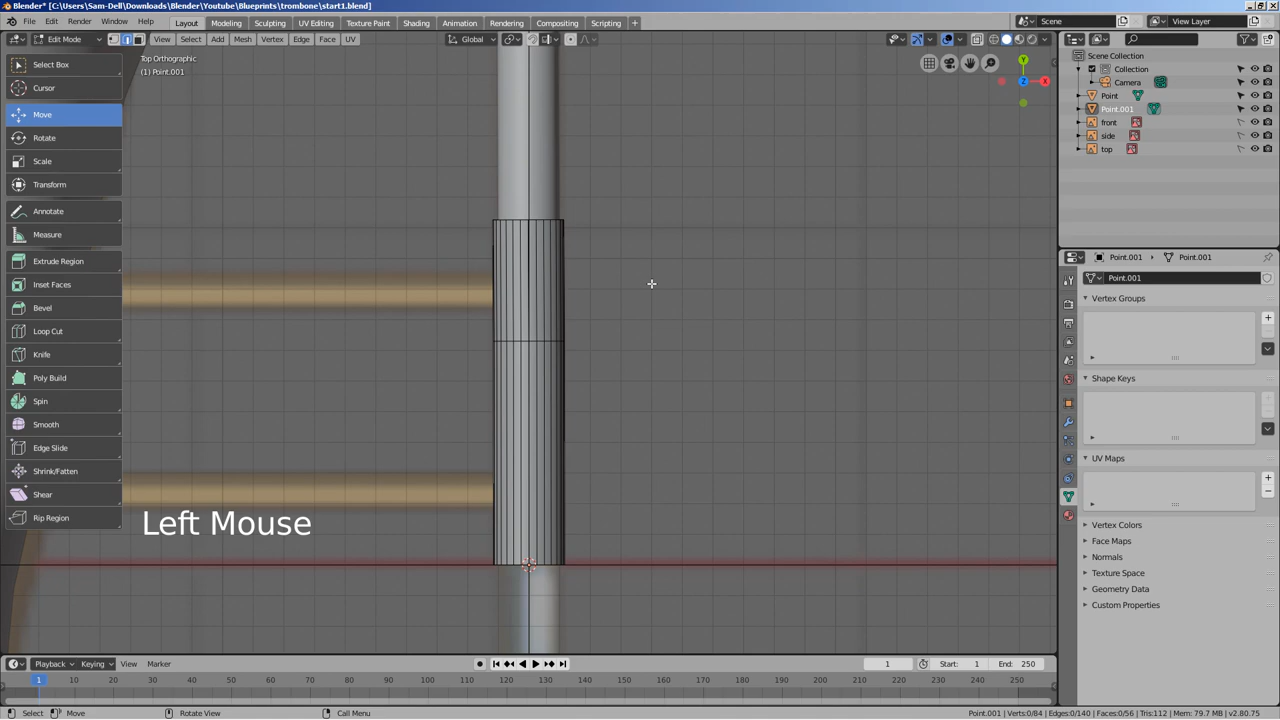 Blender* [C:\Users\Sam-Dell\Downloads\Blender\Youtube\Blueprints\trombone\start1.blend]
File Edit Render Window Help Layout Modeling Sculpting UV Editing Texture Paint Shading Animation Rendering Compositing Scripting + Scene View Layer
Edit Mode View Select Add Mesh Vertex Edge Face UV Global
Select Box
Cursor
Move
Rotate
Scale
Transform
Annotate
Measure
Extrude Region
Inset Faces
Bevel
Loop Cut
Knife
Poly Build
Spin
Smooth
Edge Slide
Shrink/Fatten
Shear
Rip Region
Top Orthographic
(1) Point.001
Left Mouse
Y
Z X
Scene Collection
Collection
Camera
Point
Point.001
front
side
top
Point.001 Point.001
Point.001
Vertex Groups
Shape Keys
UV Maps
Vertex Colors
Face Maps
Normals
Texture Space
Geometry Data
Custom Properties
Playback Keying View Marker 1 Start: 1 End: 250
1 10 20 30 40 50 60 70 80 90 100 110 120 130 140 150 160 170 180 190 200 210 220 230 240 250
Select Move Rotate View Call Menu Point.001 | Verts:0/84 | Edges:0/140 | Faces:0/56 | Tris:112 | Mem: 79.7 MB | v2.80.75